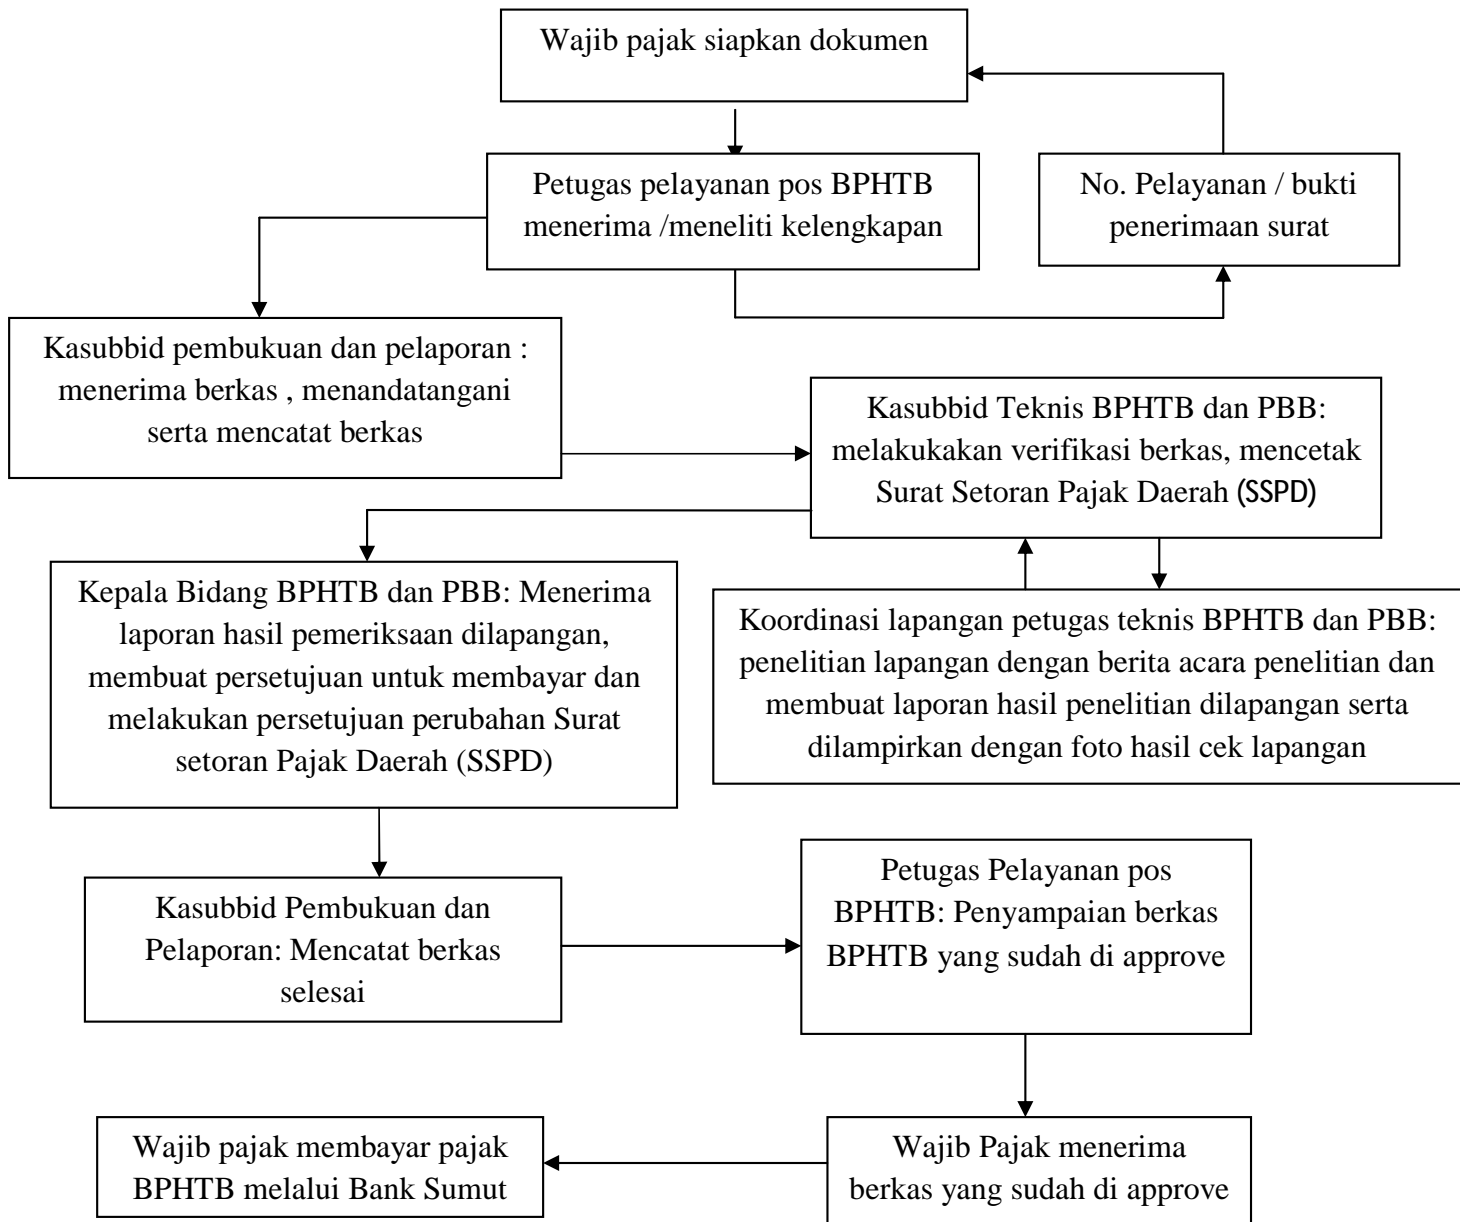 Wajib pajak siapkan dokumen
Petugas pelayanan pos BPHTB
menerima /meneliti kelengkapan
No. Pelayanan / bukti
penerimaan surat
Kasubbid pembukuan dan pelaporan :
menerima berkas , menandatangani
serta mencatat berkas
Kasubbid Teknis BPHTB dan PBB:
melakukakan verifikasi berkas, mencetak
Surat Setoran Pajak Daerah (SSPD)
Kepala Bidang BPHTB dan PBB: Menerima
laporan hasil pemeriksaan dilapangan,
membuat persetujuan untuk membayar dan
melakukan persetujuan perubahan Surat
setoran Pajak Daerah (SSPD)
Koordinasi lapangan petugas teknis BPHTB dan PBB:
penelitian lapangan dengan berita acara penelitian dan
membuat laporan hasil penelitian dilapangan serta
dilampirkan dengan foto hasil cek lapangan
Kasubbid Pembukuan dan
Pelaporan: Mencatat berkas
selesai
Petugas Pelayanan pos
BPHTB: Penyampaian berkas
BPHTB yang sudah di approve
Wajib Pajak menerima
berkas yang sudah di approve
Wajib pajak membayar pajak
BPHTB melalui Bank Sumut